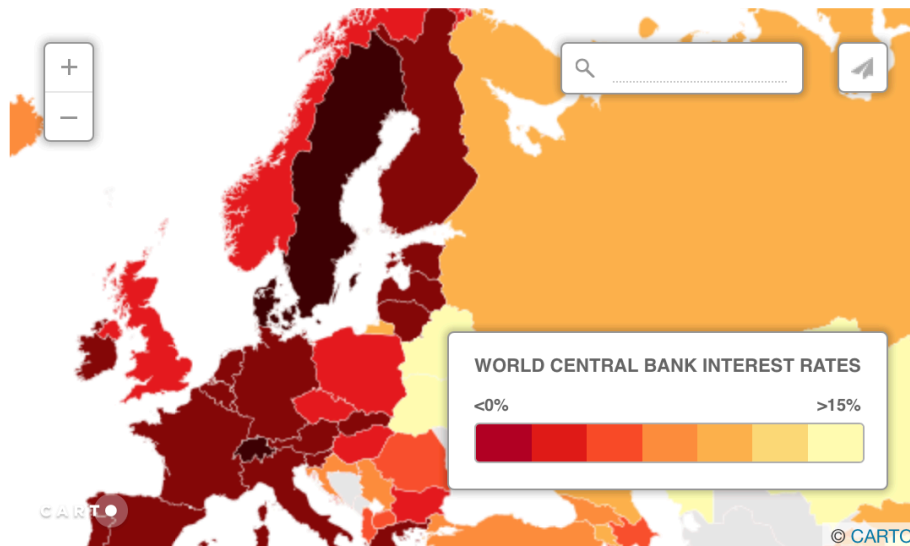 +
−
WORLD CENTRAL BANK INTEREST RATES
<0% >15%
CARTO
© CARTO